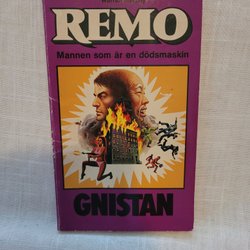 REMO
Mannen som är en dödsmaskin
GNISTAN